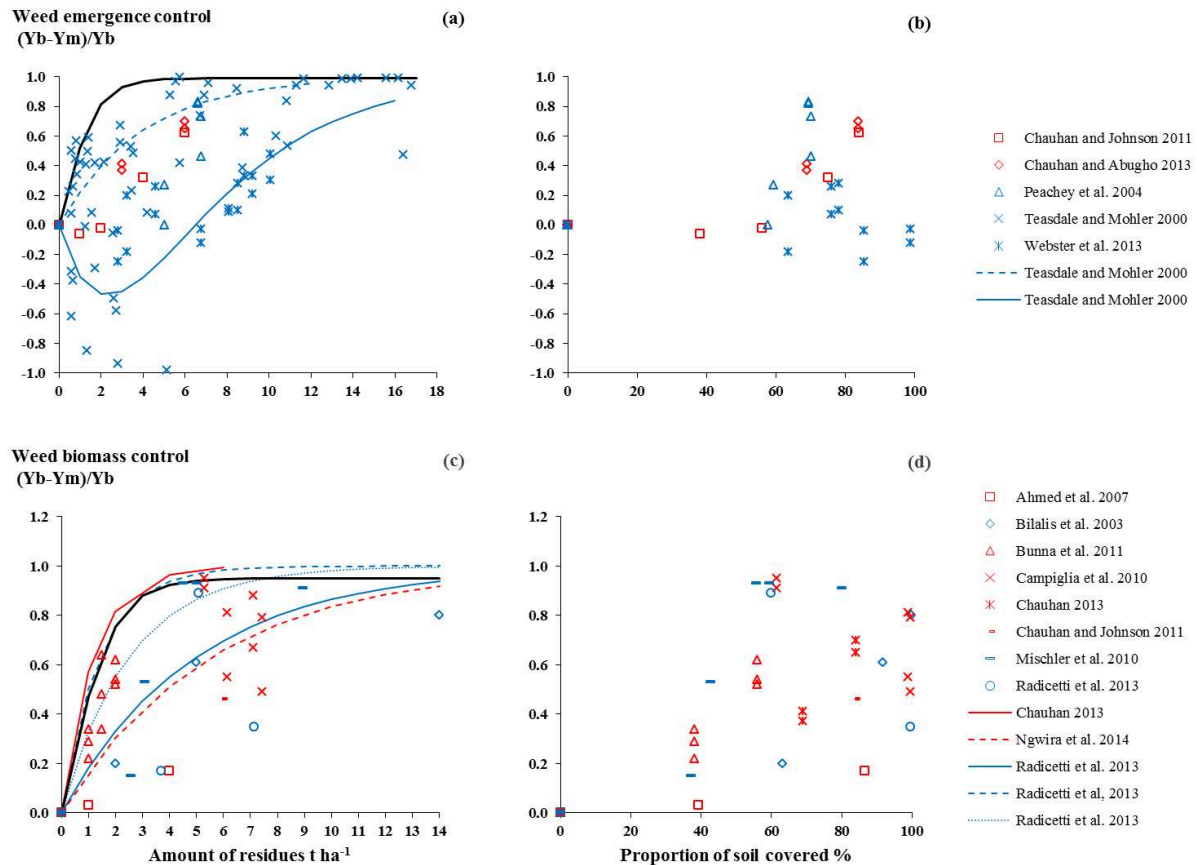 Weed emergence control
(Yb-Ym)/Yb
(a)
(b)
1.0
0.8
0.6
0.4
0.2
0.0
-0.2
-0.4
-0.6
-0.8
-1.0
0 2 4 6 8 10 12 14 16 18
1.0
0.8
0.6
0.4
0.2
0.0
-0.2
-0.4
-0.6
-0.8
-1.0
0 20 40 60 80 100
Chauhan and Johnson 2011
Chauhan and Abugho 2013
Peachey et al. 2004
Teasdale and Mohler 2000
Webster et al. 2013
Teasdale and Mohler 2000
Teasdale and Mohler 2000
Weed biomass control
(Yb-Ym)/Yb
(c)
(d)
1.2
1.0
0.8
0.6
0.4
0.2
0.0
0 1 2 3 4 5 6 7 8 9 10 11 12 13 14
Amount of residues t ha⁻¹
1.2
1.0
0.8
0.6
0.4
0.2
0.0
0 20 40 60 80 100
Proportion of soil covered %
Ahmed et al. 2007
Bilalis et al. 2003
Bunna et al. 2011
Campiglia et al. 2010
Chauhan 2013
Chauhan and Johnson 2011
Mischler et al. 2010
Radicetti et al. 2013
Chauhan 2013
Ngwira et al. 2014
Radicetti et al. 2013
Radicetti et al, 2013
Radicetti et al. 2013